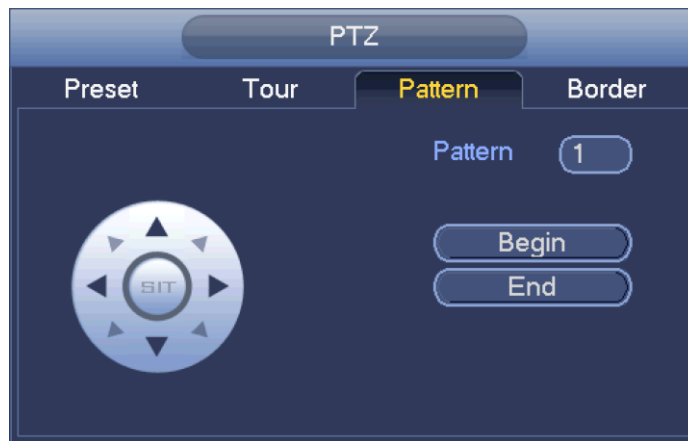 PTZ
Preset Tour Pattern Border
Pattern 1
Begin
SIT
End